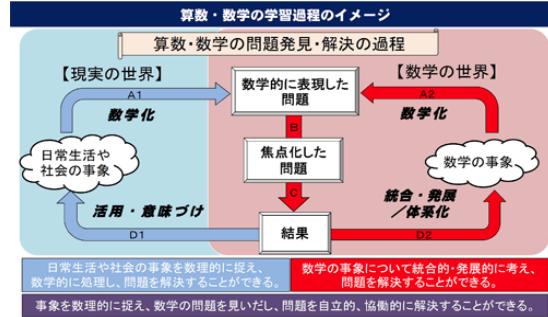 算数・数学の学習過程のイメージ
算数・数学の問題発見・解決の過程
【現実の世界】
【数学の世界】
A1
数学的に表現した
問題
A2
数学化
数学化
B
日常生活や
社会の事象
焦点化した
問題
数学の事象
C
活用・意味づけ
統合・発展
／体系化
D1
結果
D2
日常生活や社会の事象を数理的に捉え、
数学的に処理し、問題を解決することができる。
数学の事象について統合的・発展的に考え、
問題を解決することができる。
事象を数理的に捉え、数学の問題を見いだし、問題を自立的、協働的に解決することができる。